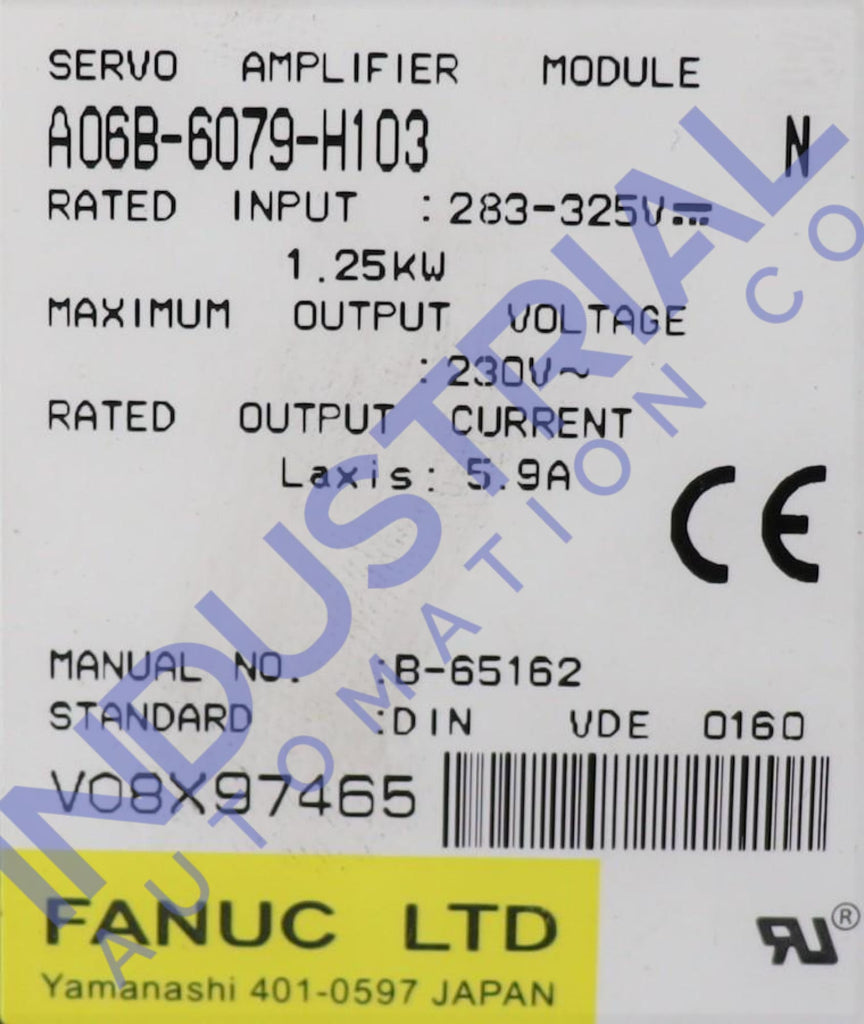 SERVO AMPLIFIER MODULE
A06B-6079-H103 N
RATED INPUT : 283-325V⎓
1.25KW
MAXIMUM OUTPUT VOLTAGE
: 230V~
RATED OUTPUT CURRENT
Laxis: 5.9A
CE
MANUAL NO. :B-65162
STANDARD :DIN VDE 0160
V08X97465
FANUC LTD
Yamanashi 401-0597 JAPAN
RU®
INDUSTRIAL
AUTOMATION CO